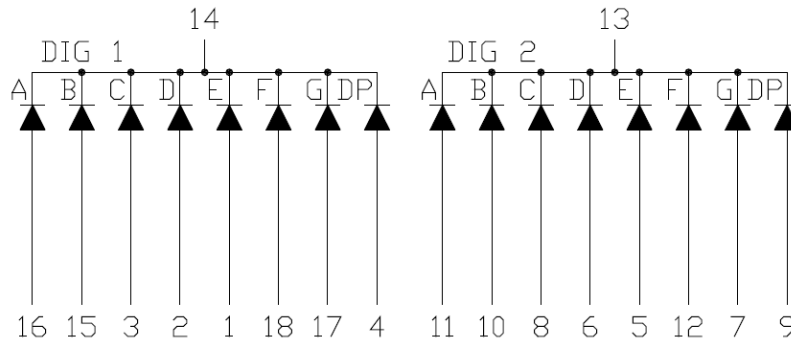 14 13
DIG 1 DIG 2
A B C D E F G DP A B C D E F G DP
16 15 3 2 1 18 17 4 11 10 8 6 5 12 7 9